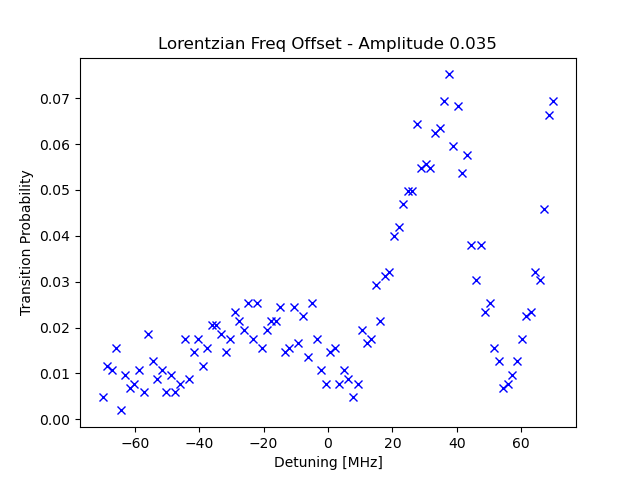 Lorentzian Freq Offset - Amplitude 0.035
Transition Probability
0.07
0.06
0.05
0.04
0.03
0.02
0.01
0.00
−60 −40 −20 0 20 40 60
Detuning [MHz]